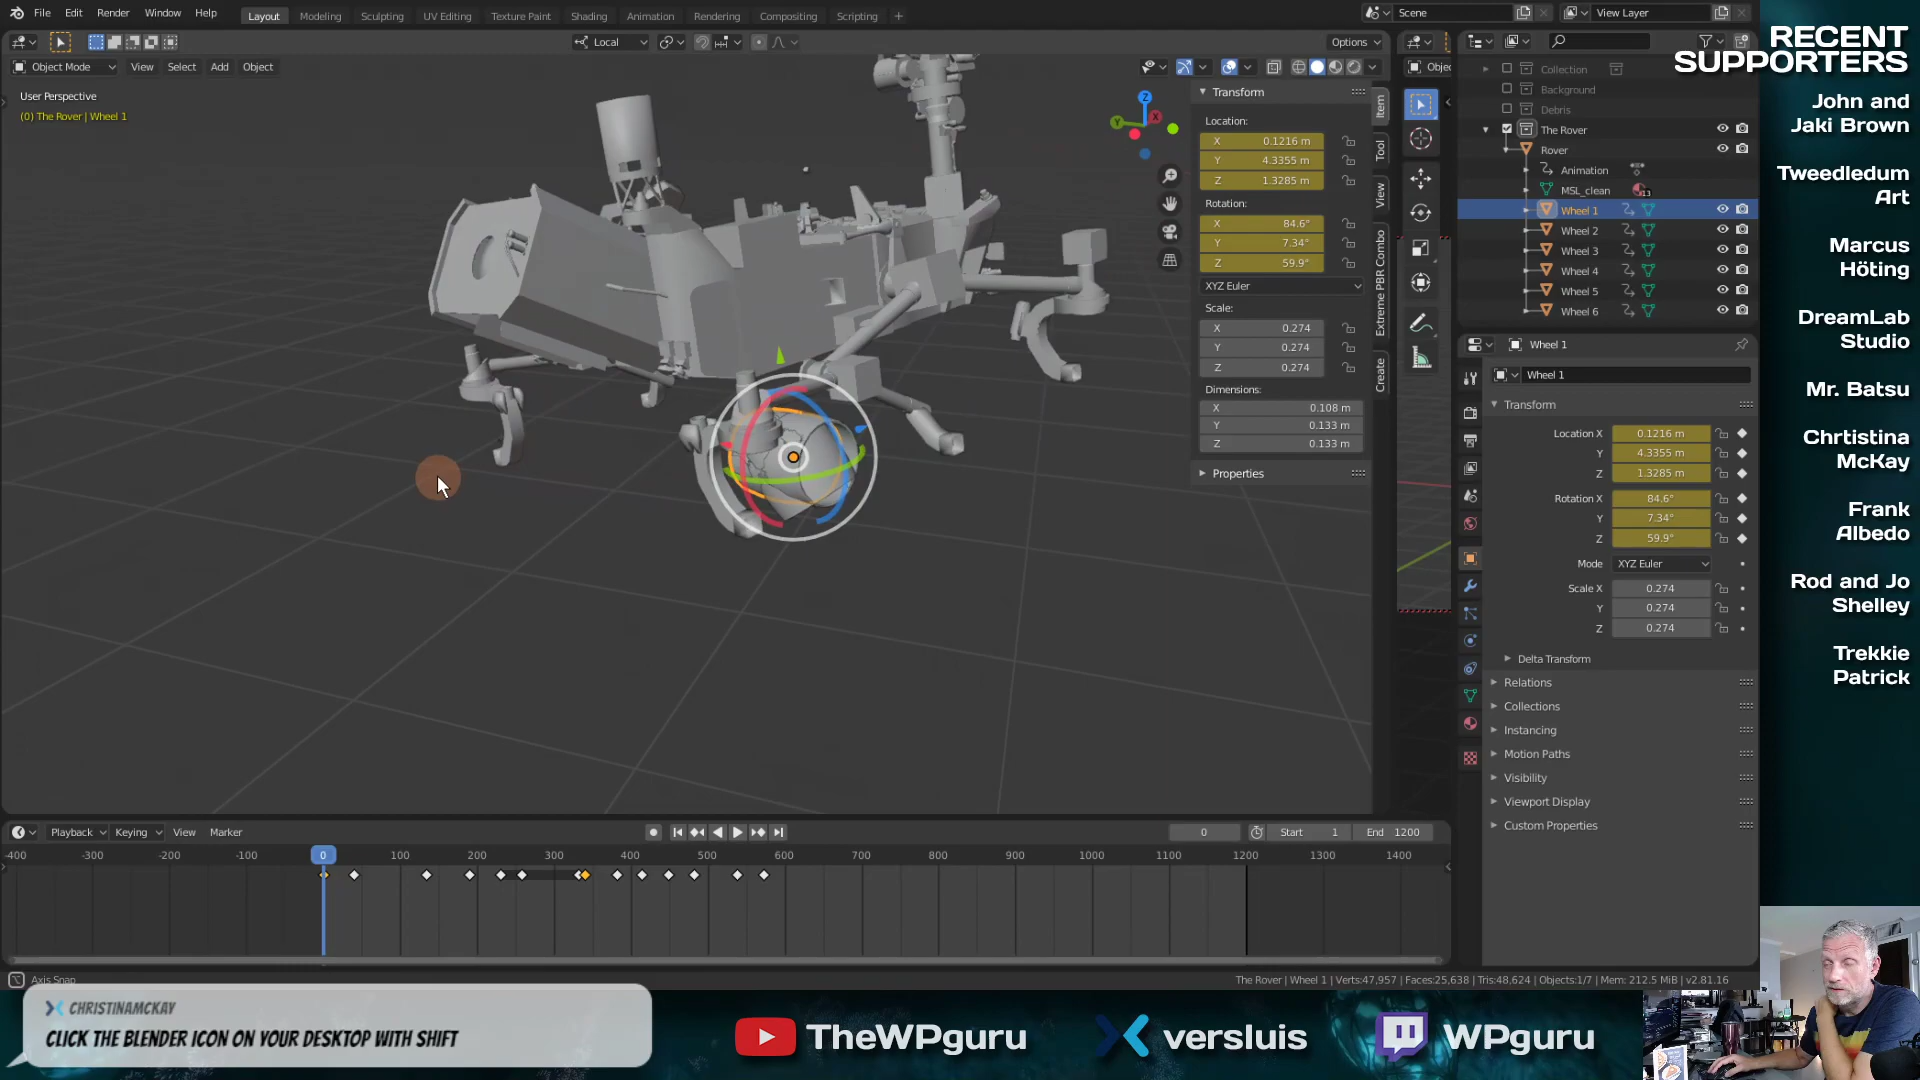 File Edit Render Window Help
Layout Modeling Sculpting UV Editing Texture Paint Shading Animation Rendering Compositing Scripting +
Scene
View Layer
Local
Options
Object Mode View Select Add Object
User Perspective
(0) The Rover | Wheel 1
Z
Y
X
Transform
Location:
X 0.1216 m
Y 4.3355 m
Z 1.3285 m
Rotation:
X 84.6°
Y 7.34°
Z 59.9°
XYZ Euler
Scale:
X 0.274
Y 0.274
Z 0.274
Dimensions:
X 0.108 m
Y 0.133 m
Z 0.133 m
Properties
Item
Tool
View
Extreme PBR Combo
Create
Objec
Collection
Background
Debris
The Rover
Rover
Animation
MSL_clean 13
Wheel 1
Wheel 2
Wheel 3
Wheel 4
Wheel 5
Wheel 6
Wheel 1
Wheel 1
Transform
Location X 0.1216 m
Y 4.3355 m
Z 1.3285 m
Rotation X 84.6°
Y 7.34°
Z 59.9°
Mode XYZ Euler
Scale X 0.274
Y 0.274
Z 0.274
Delta Transform
Relations
Collections
Instancing
Motion Paths
Visibility
Viewport Display
Custom Properties
Playback Keying View Marker
0 Start 1 End 1200
-400 -300 -200 -100 0 100 200 300 400 500 600 700 800 900 1000 1100 1200 1300 1400
Axis Snap
The Rover | Wheel 1 | Verts:47,957 | Faces:25,638 | Tris:48,624 | Objects:1/7 | Mem: 212.5 MiB | v2.81.16
RECENT
SUPPORTERS
John and
Jaki Brown
Tweedledum
Art
Marcus
Höting
DreamLab
Studio
Mr. Batsu
Chrtistina
McKay
Frank
Albedo
Rod and Jo
Shelley
Trekkie
Patrick
CHRISTINAMCKAY
CLICK THE BLENDER ICON ON YOUR DESKTOP WITH SHIFT
TheWPguru
versluis
WPguru